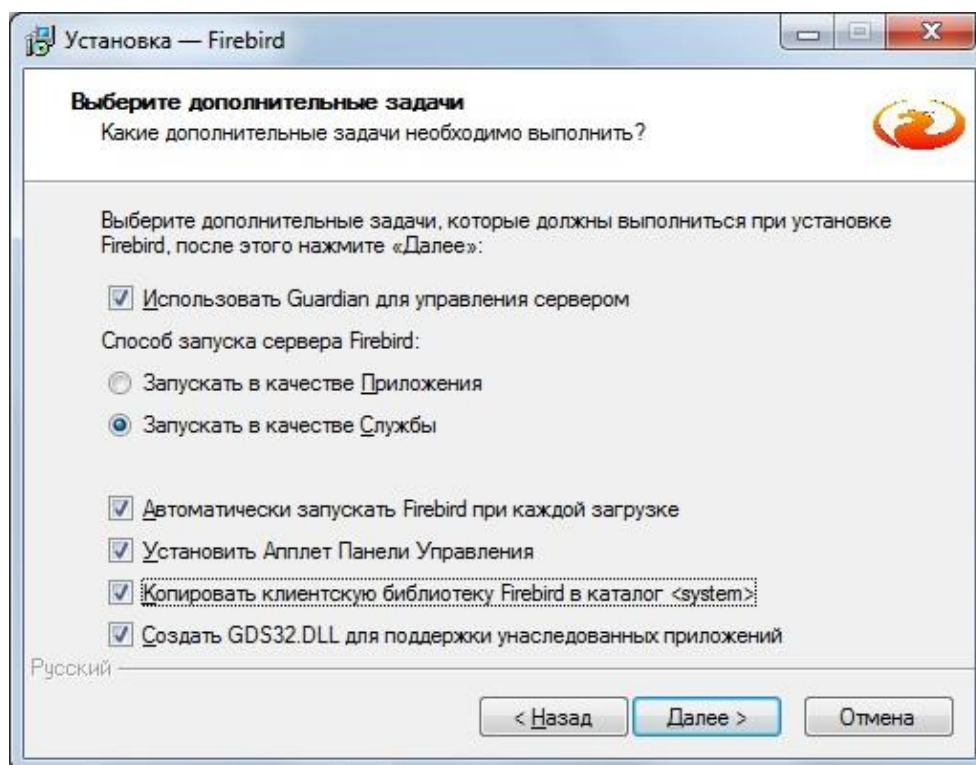 Установка — Firebird
Выберите дополнительные задачи
Какие дополнительные задачи необходимо выполнить?
Выберите дополнительные задачи, которые должны выполниться при установке
Firebird, после этого нажмите «Далее»:
Использовать Guardian для управления сервером
Способ запуска сервера Firebird:
Запускать в качестве Приложения
Запускать в качестве Службы
Автоматически запускать Firebird при каждой загрузке
Установить Апплет Панели Управления
Копировать клиентскую библиотеку Firebird в каталог <system>
Создать GDS32.DLL для поддержки унаследованных приложений
Русский
< Назад Далее > Отмена